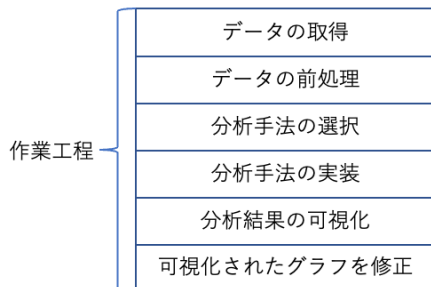 データの取得
データの前処理
分析手法の選択
作業工程
分析手法の実装
分析結果の可視化
可視化されたグラフを修正